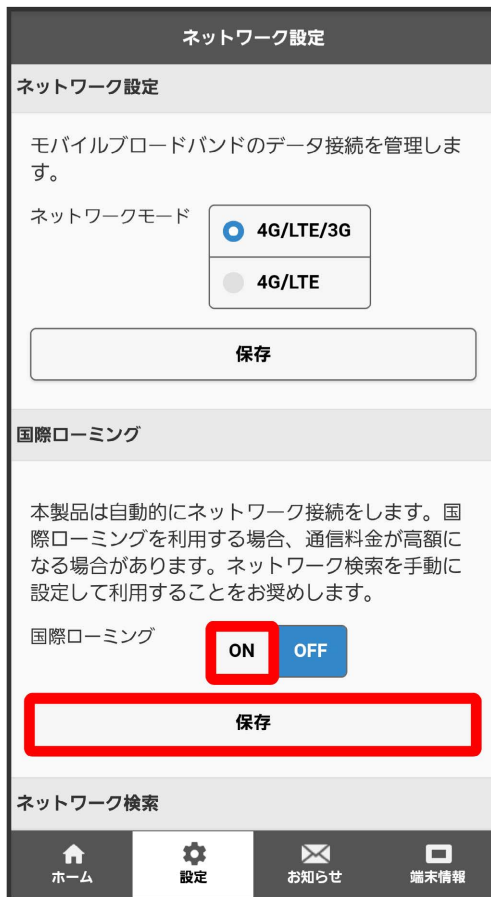 ネットワーク設定
ネットワーク設定
モバイルブロードバンドのデータ接続を管理しま
す。
ネットワークモード
4G/LTE/3G
4G/LTE
保存
国際ローミング
本製品は自動的にネットワーク接続をします。国
際ローミングを利用する場合、通信料金が高額に
なる場合があります。ネットワーク検索を手動に
設定して利用することをお奨めします。
国際ローミング
ON OFF
保存
ネットワーク検索
ホーム 設定 お知らせ 端末情報